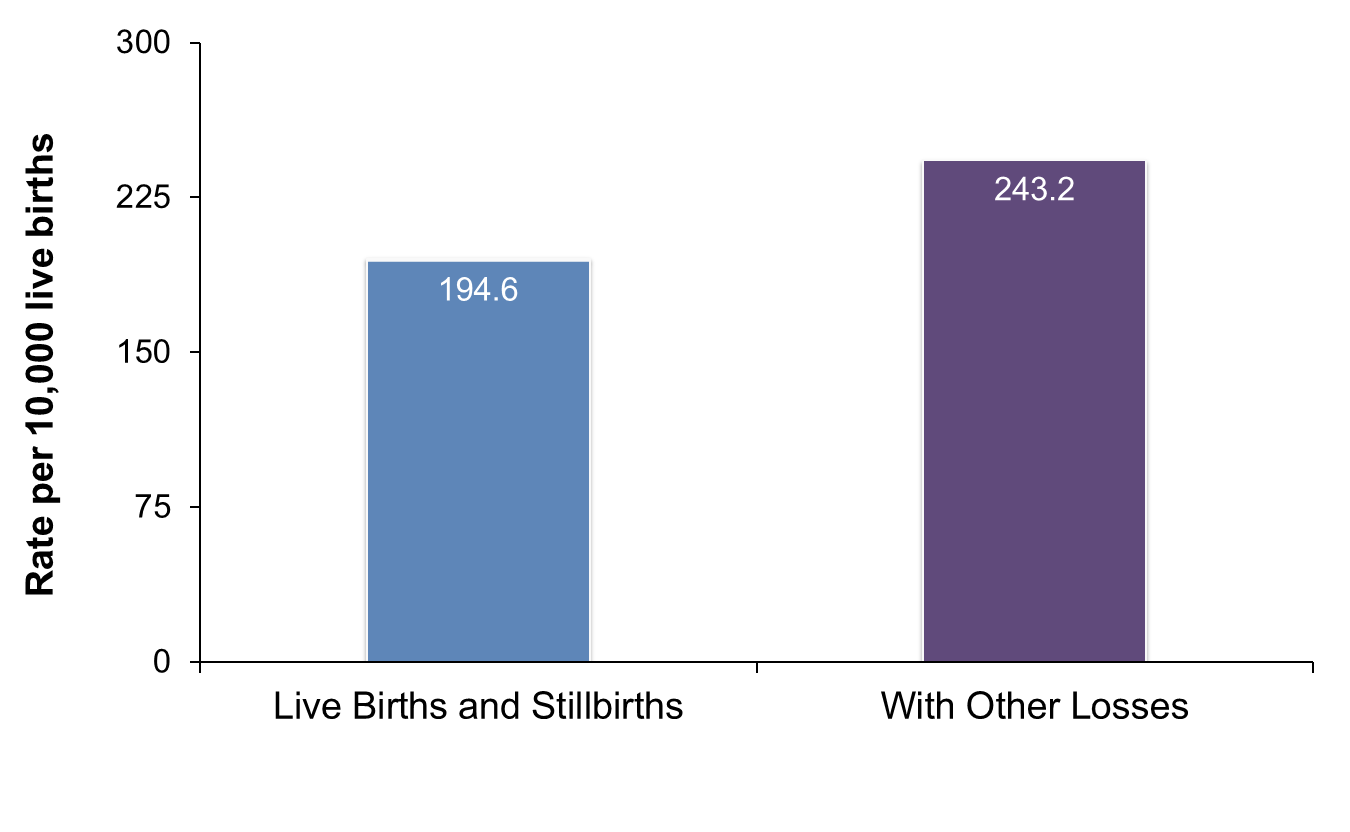 Rate per 10,000 live births
300
225
150
75
0
194.6
243.2
Live Births and Stillbirths
With Other Losses